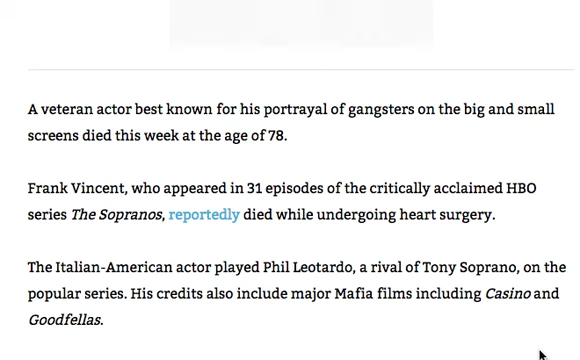 A veteran actor best known for his portrayal of gangsters on the big and small
screens died this week at the age of 78.
Frank Vincent, who appeared in 31 episodes of the critically acclaimed HBO
series The Sopranos, reportedly died while undergoing heart surgery.
The Italian-American actor played Phil Leotardo, a rival of Tony Soprano, on the
popular series. His credits also include major Mafia films including Casino and
Goodfellas.